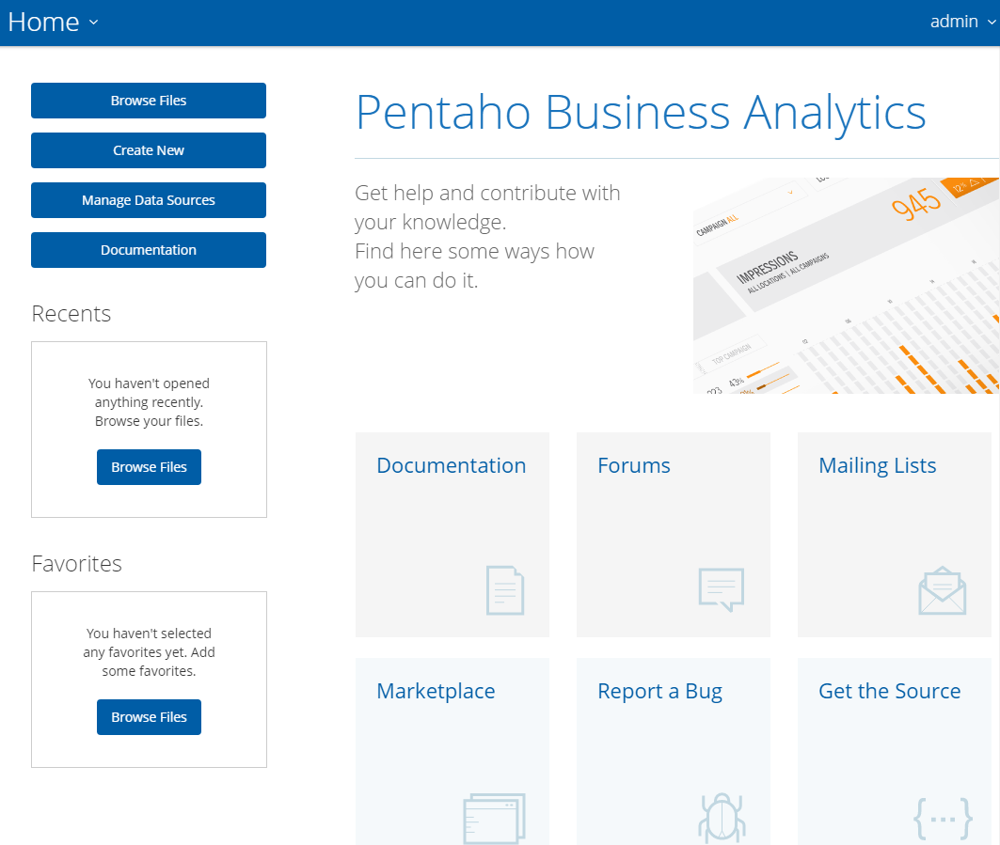 Home
admin
Browse Files
Create New
Manage Data Sources
Documentation
Recents
You haven't opened
anything recently.
Browse your files.
Browse Files
Favorites
You haven't selected
any favorites yet. Add
some favorites.
Browse Files
Pentaho Business Analytics
Get help and contribute with
your knowledge.
Find here some ways how
you can do it.
CAMPAIGN ALL
945
12%
IMPRESSIONS
ALL LOCATIONS | ALL CAMPAIGNS
TOP CAMPAIGN
43%
Documentation
Forums
Mailing Lists
Marketplace
Report a Bug
Get the Source